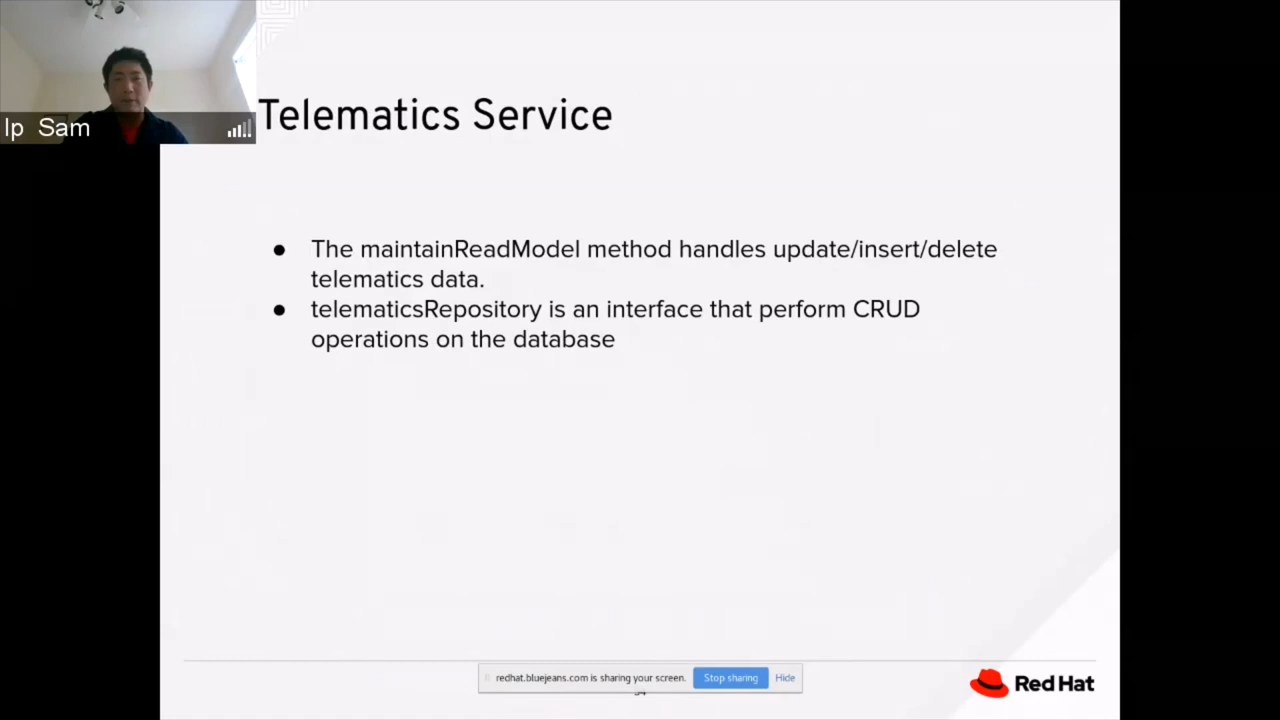 Ip Sam
Telematics Service
● The maintainReadModel method handles update/insert/delete
telematics data.
● telematicsRepository is an interface that perform CRUD
operations on the database
redhat.bluejeans.com is sharing your screen. Stop sharing Hide
Red Hat